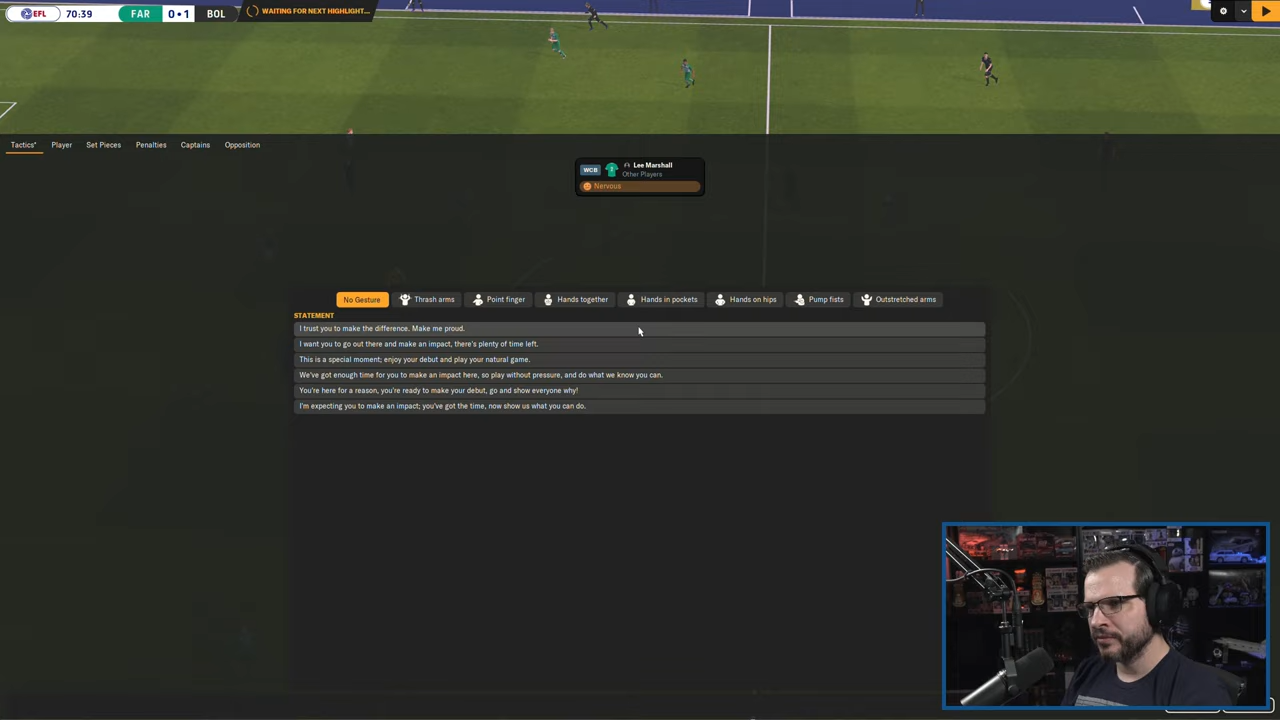 EFL 70:39 FAR 0 · 1 BOL WAITING FOR NEXT HIGHLIGHT...
Tactics* Player Set Pieces Penalties Captains Opposition
WCB Lee Marshall
Other Players
Nervous
No Gesture Thrash arms Point finger Hands together Hands in pockets Hands on hips Pump fists Outstretched arms
STATEMENT
I trust you to make the difference. Make me proud.
I want you to go out there and make an impact, there's plenty of time left.
This is a special moment; enjoy your debut and play your natural game.
We've got enough time for you to make an impact here, so play without pressure, and do what we know you can.
You're here for a reason, you're ready to make your debut, go and show everyone why!
I'm expecting you to make an impact; you've got the time, now show us what you can do.